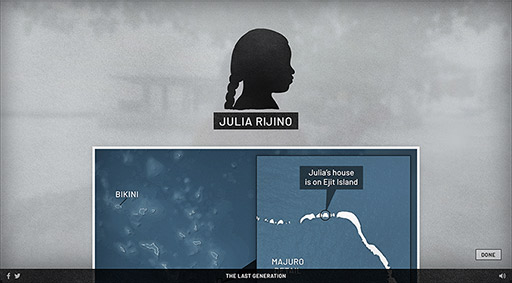 JULIA RIJINO
BIKINI
Julia's house
is on Ejit Island
MAJURO
DONE
THE LAST GENERATION